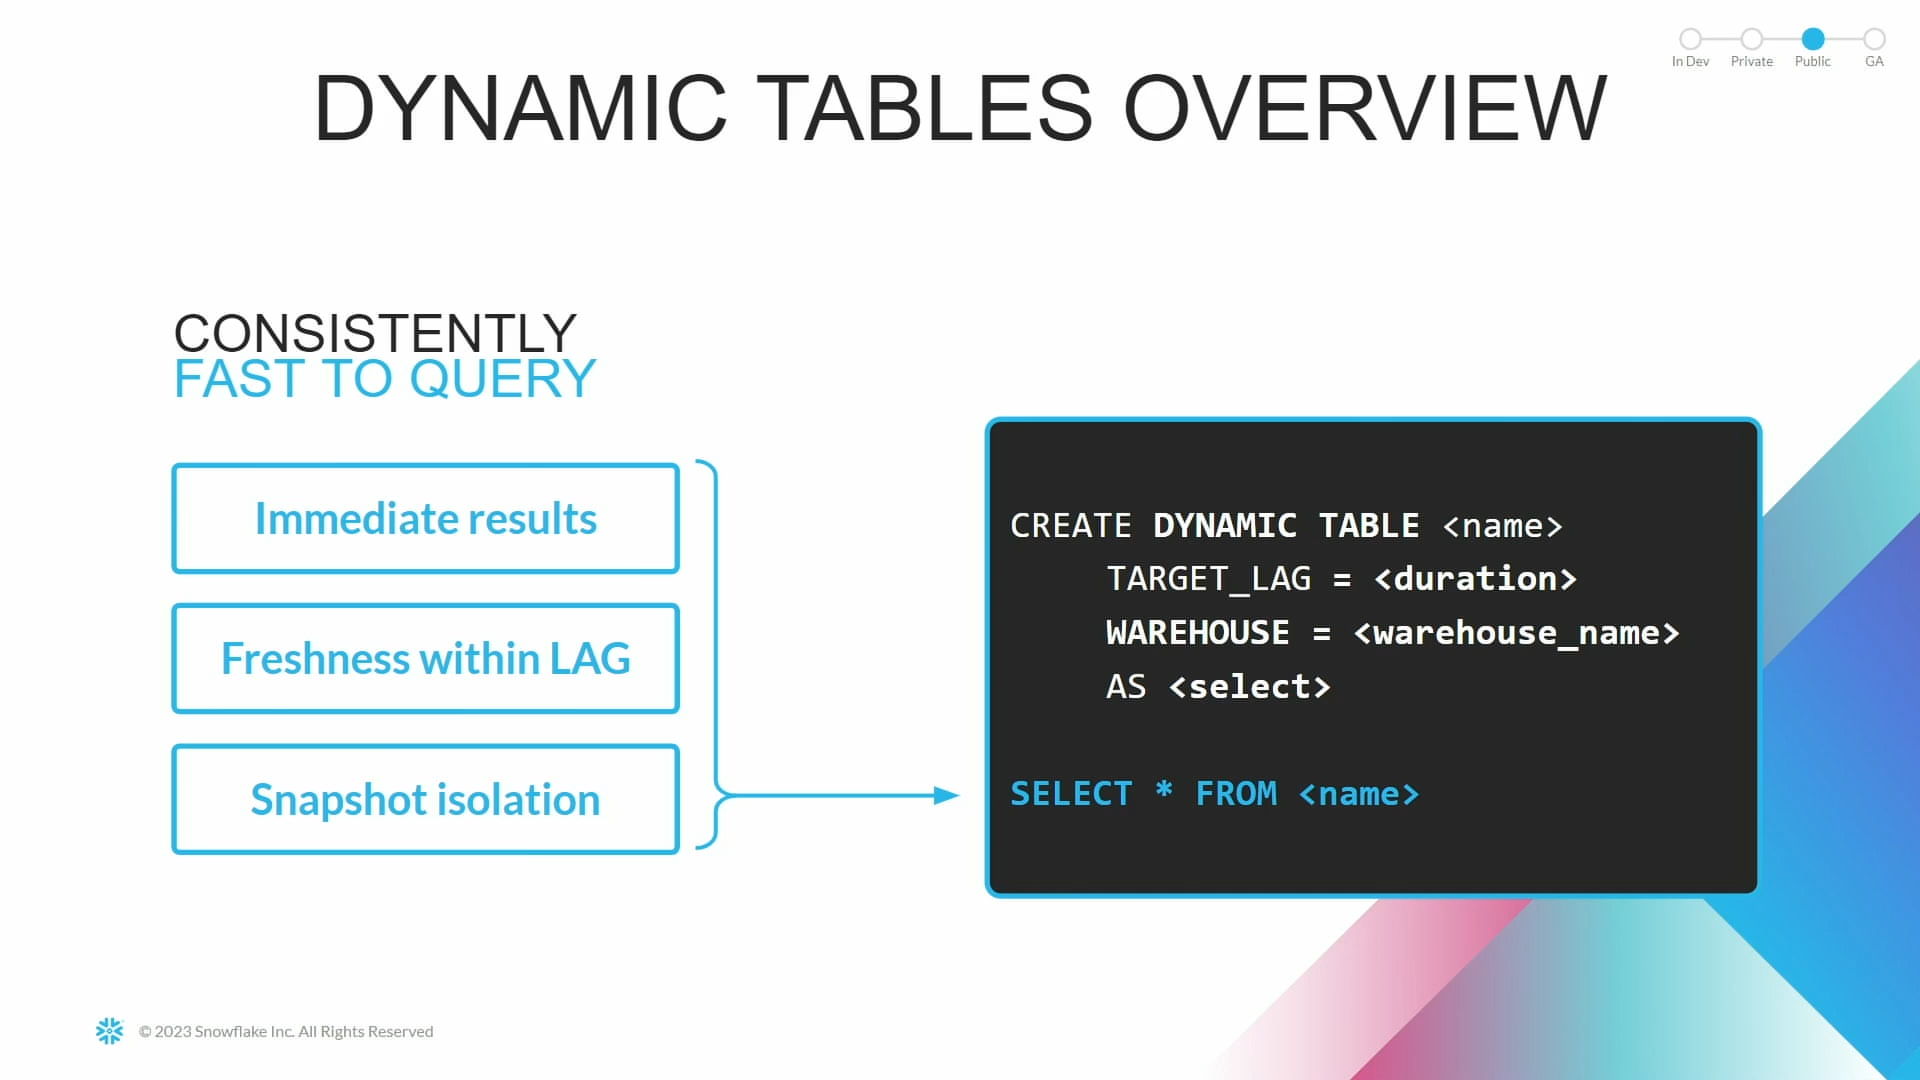 In Dev Private Public GA
DYNAMIC TABLES OVERVIEW
CONSISTENTLY
FAST TO QUERY
Immediate results
Freshness within LAG
Snapshot isolation
CREATE DYNAMIC TABLE <name>
TARGET_LAG = <duration>
WAREHOUSE = <warehouse_name>
AS <select>
SELECT * FROM <name>
© 2023 Snowflake Inc. All Rights Reserved